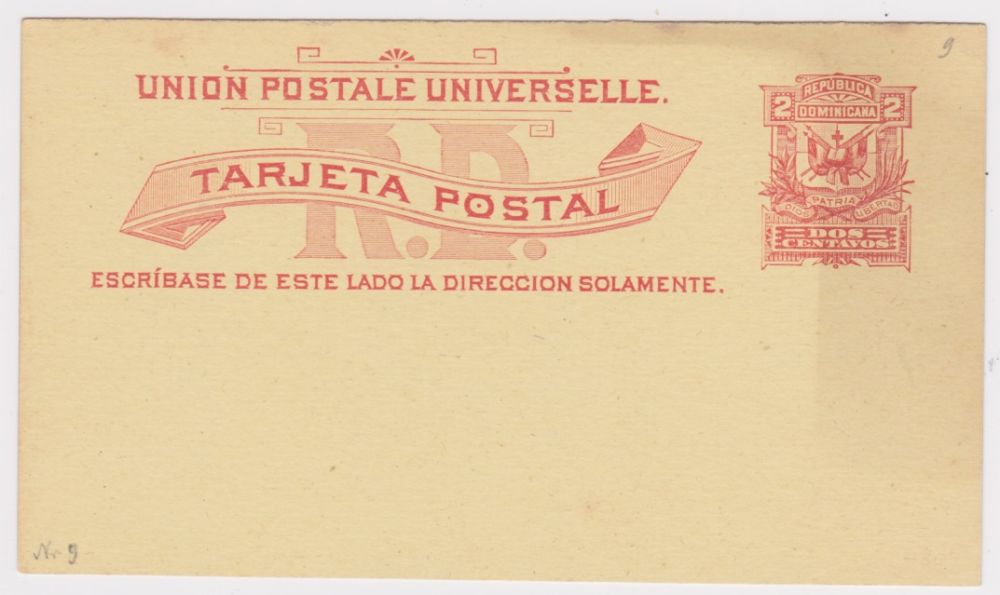 9
UNION POSTALE UNIVERSELLE.
REPÚBLICA
2 DOMINICANA 2
R.D.
TARJETA POSTAL
DIOS PATRIA LIBERTAD
DOS
CENTAVOS
ESCRÍBASE DE ESTE LADO LA DIRECCION SOLAMENTE.
Nr 9